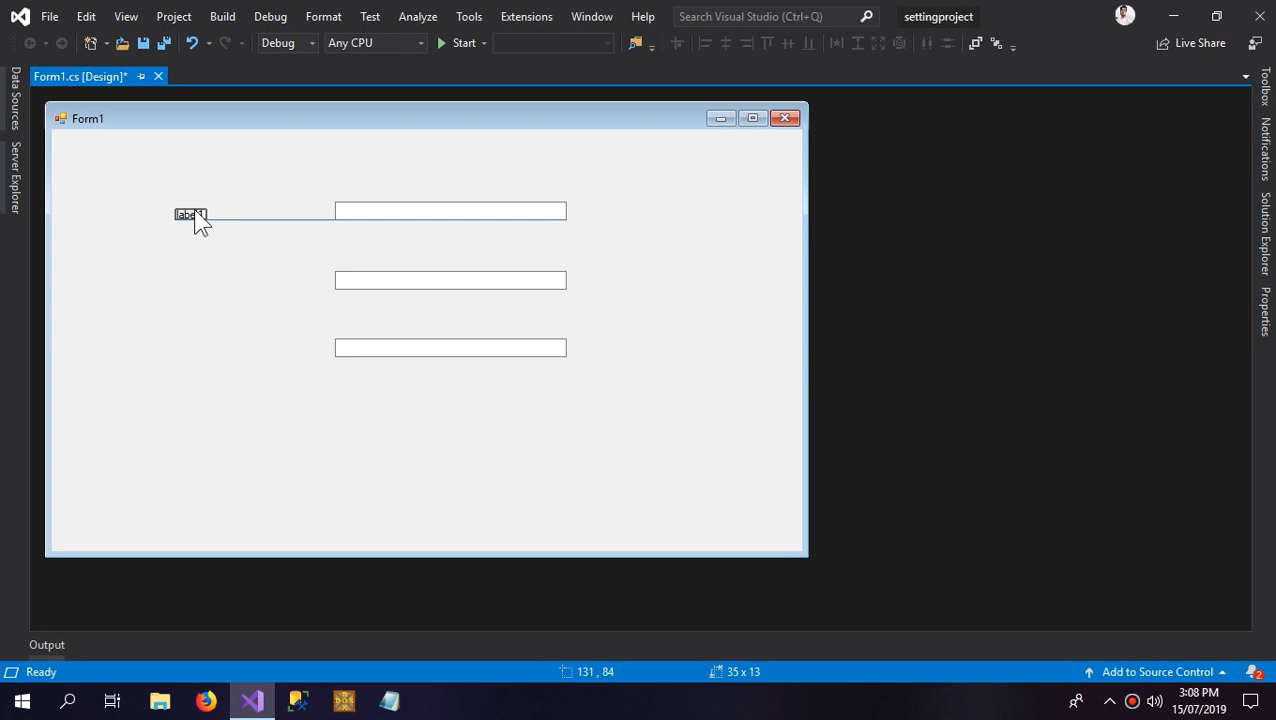 File Edit View Project Build Debug Format Test Analyze Tools Extensions Window Help Search Visual Studio (Ctrl+Q) settingproject
Debug Any CPU Start Live Share
Form1.cs [Design]*
Data Sources
Server Explorer
Form1
Toolbox
Notifications
Solution Explorer
Properties
Output
Ready 131 , 84 35 x 13 Add to Source Control 2
DOS
3:08 PM
15/07/2019